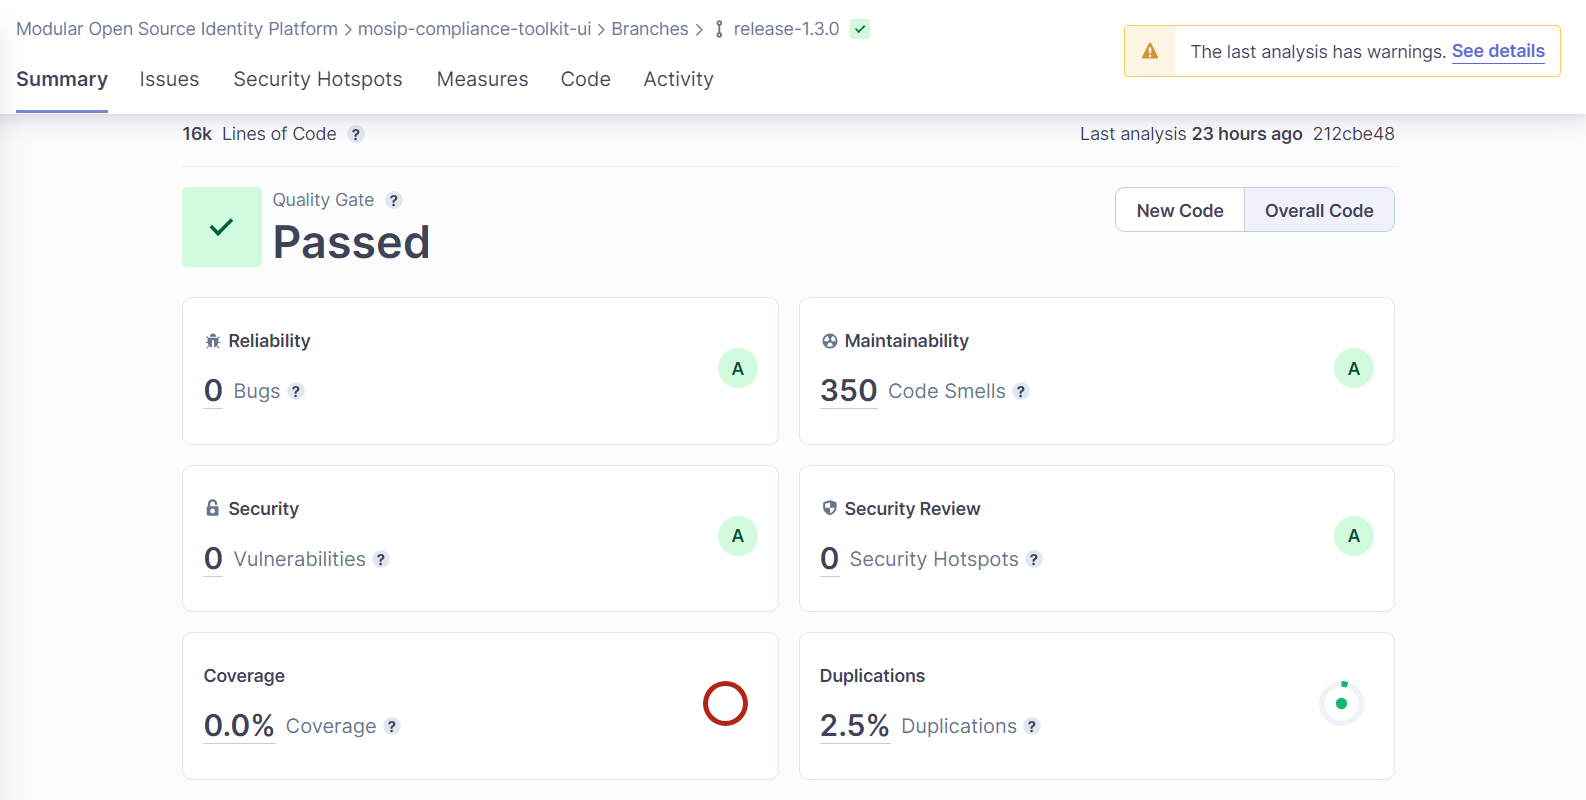 Modular Open Source Identity Platform > mosip-compliance-toolkit-ui > Branches > release-1.3.0
The last analysis has warnings. See details
Summary Issues Security Hotspots Measures Code Activity
16k Lines of Code ?
Last analysis 23 hours ago 212cbe48
Quality Gate ?
Passed
New Code Overall Code
Reliability
0 Bugs ?
A
Maintainability
350 Code Smells ?
A
Security
0 Vulnerabilities ?
A
Security Review
0 Security Hotspots ?
A
Coverage
0.0% Coverage ?
Duplications
2.5% Duplications ?